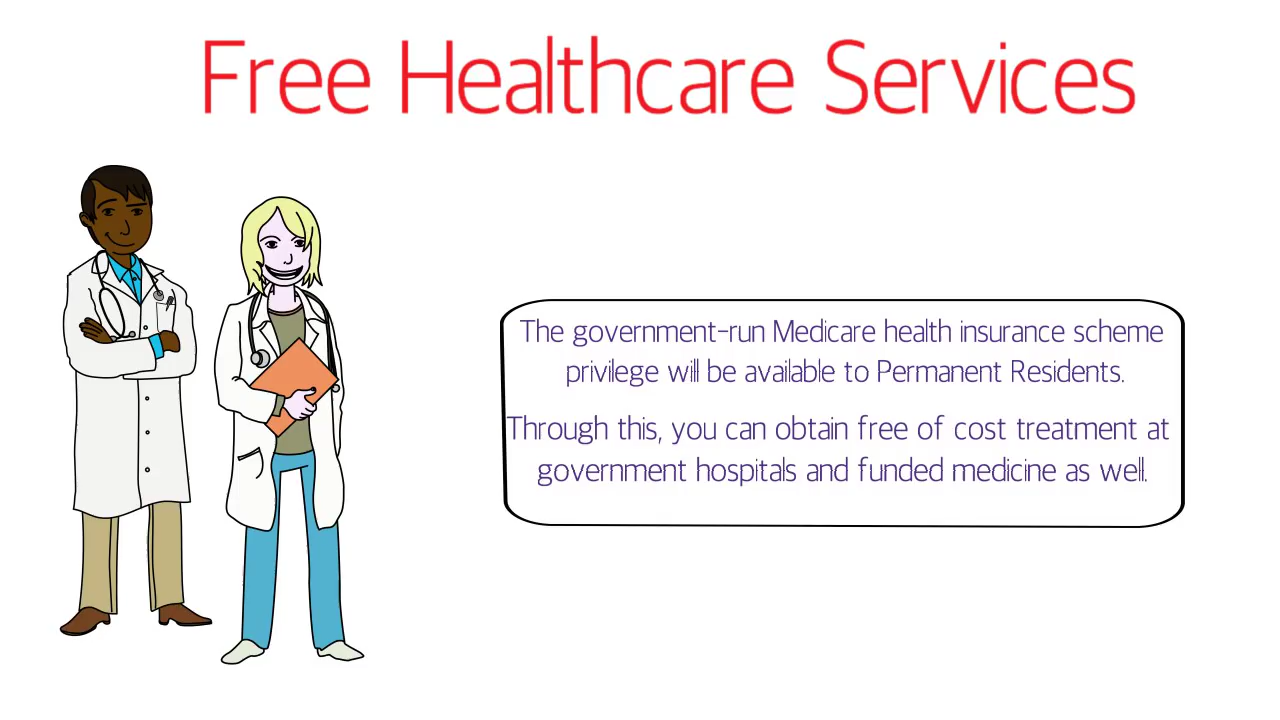 Free Healthcare Services
The government-run Medicare health insurance scheme
privilege will be available to Permanent Residents.
Through this, you can obtain free of cost treatment at
government hospitals and funded medicine as well.